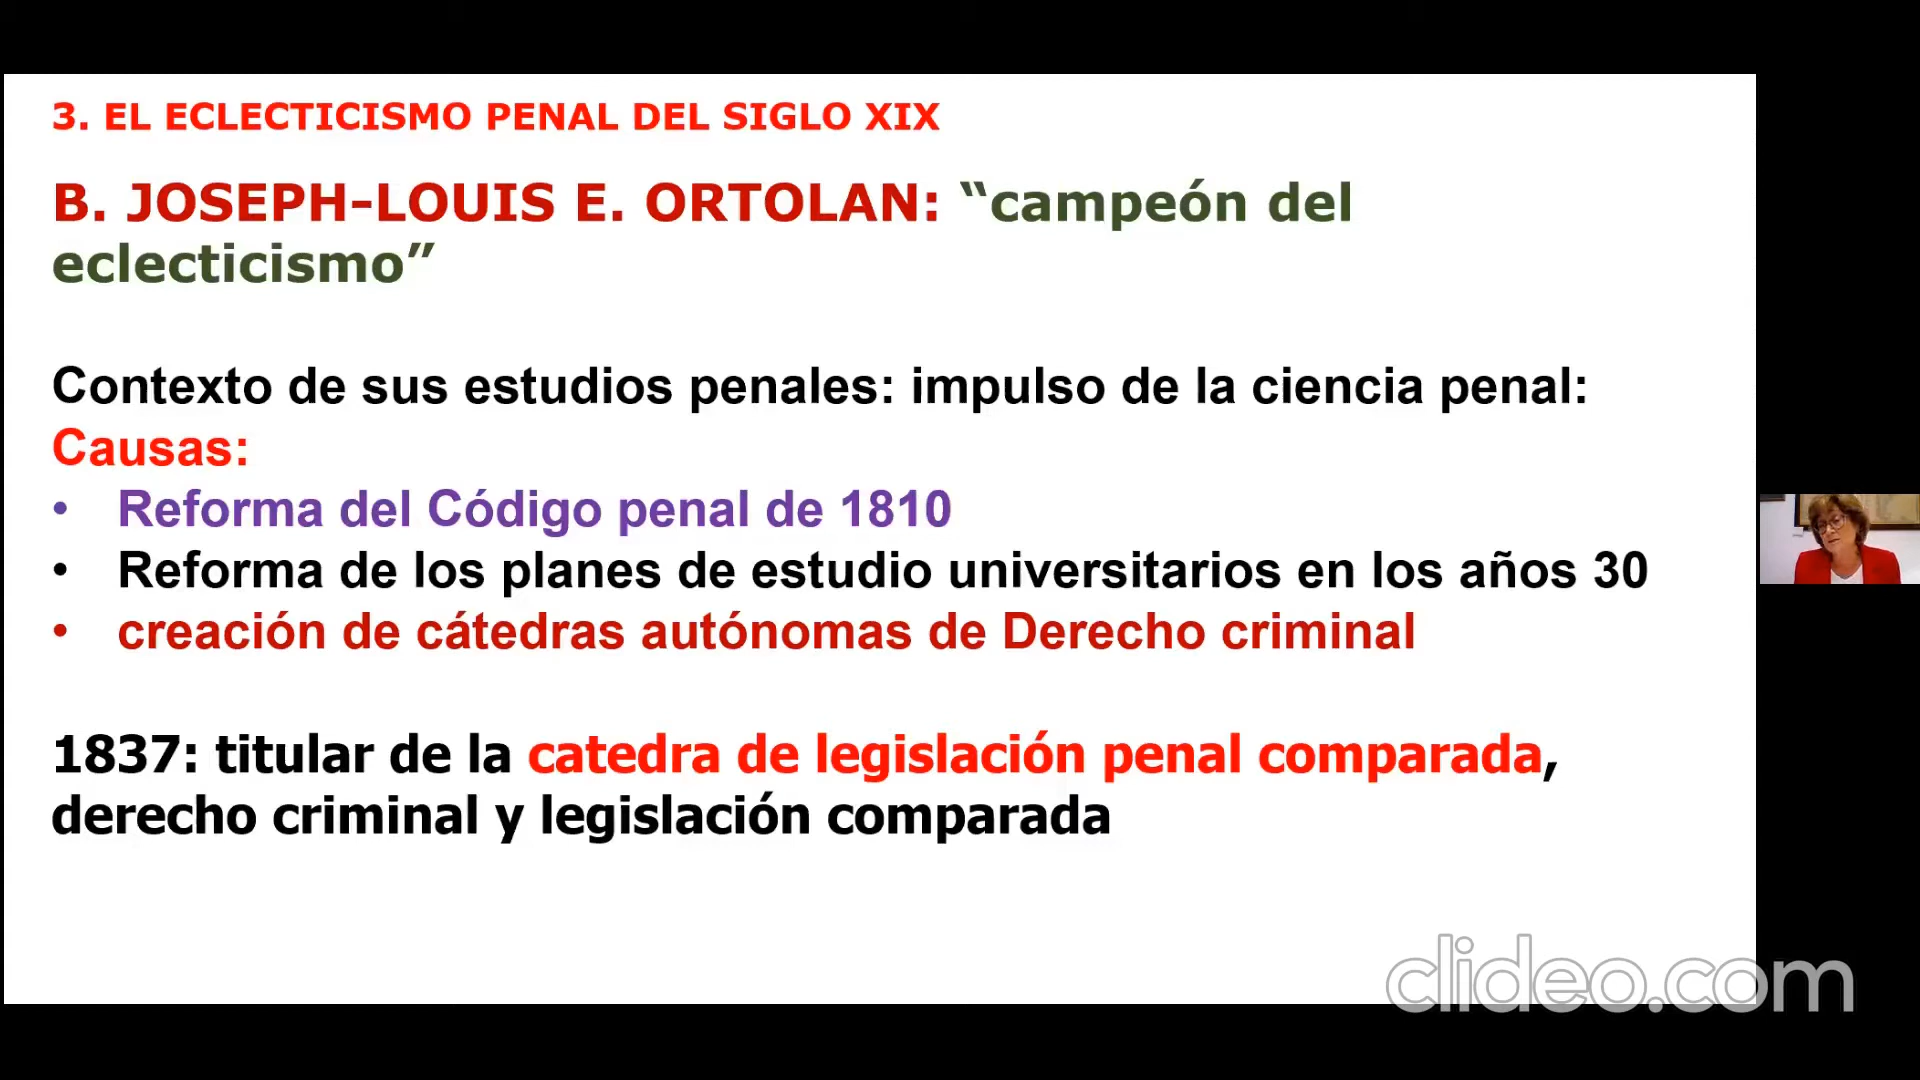 3. EL ECLECTICISMO PENAL DEL SIGLO XIX
B. JOSEPH-LOUIS E. ORTOLAN: “campeón del
eclecticismo”
Contexto de sus estudios penales: impulso de la ciencia penal:
Causas:
• Reforma del Código penal de 1810
• Reforma de los planes de estudio universitarios en los años 30
• creación de cátedras autónomas de Derecho criminal
1837: titular de la catedra de legislación penal comparada,
derecho criminal y legislación comparada
clideo.com